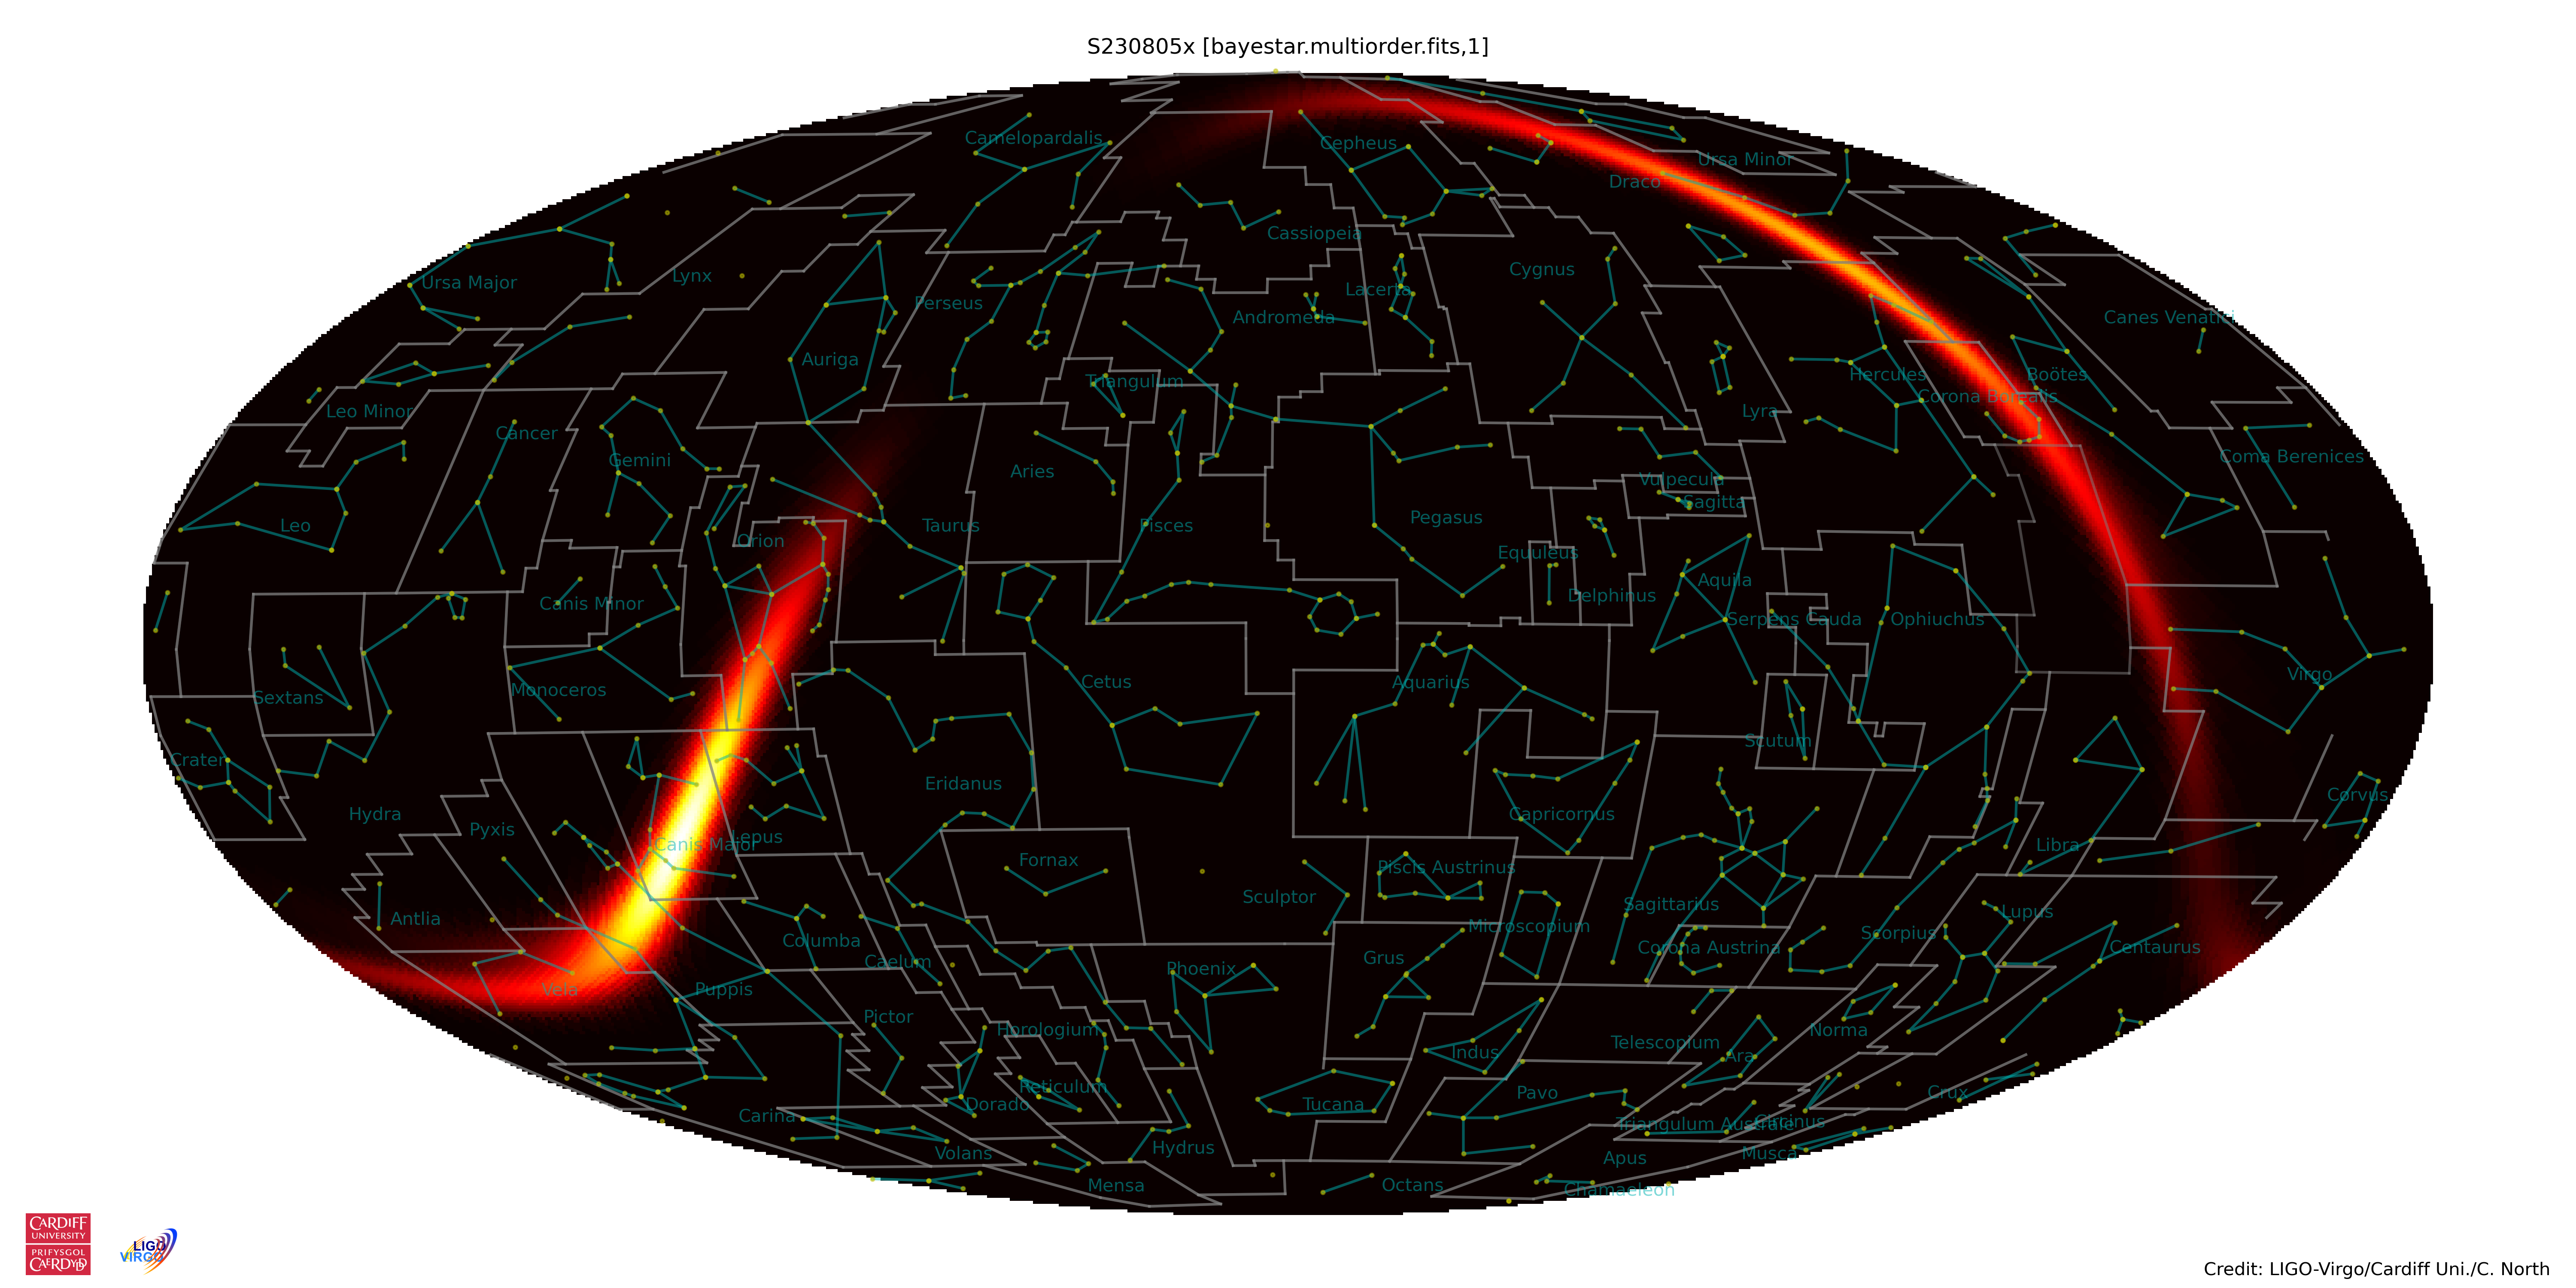 S230805x [bayestar.multiorder.fits,1]
Camelopardalis
Cepheus
Ursa Minor
Draco
Cassiopeia
Ursa Major
Lynx
Cygnus
Perseus
Lacerta
Andromeda
Canes Venatici
Auriga
Triangulum
Hercules
Boötes
Corona Borealis
Leo Minor
Lyra
Cancer
Gemini
Aries
Coma Berenices
Vulpecula
Sagitta
Leo
Orion
Taurus
Pisces
Pegasus
Equuleus
Canis Minor
Delphinus
Aquila
Serpens Cauda
Ophiuchus
Sextans
Monoceros
Cetus
Aquarius
Virgo
Crater
Scutum
Hydra
Pyxis
Eridanus
Capricornus
Corvus
Canis Major
Lepus
Libra
Fornax
Piscis Austrinus
Antlia
Sculptor
Sagittarius
Lupus
Columba
Microscopium
Scorpius
Caelum
Phoenix
Grus
Corona Austrina
Centaurus
Vela
Puppis
Pictor
Horologium
Indus
Telescopium
Norma
Ara
Reticulum
Pavo
Crux
Carina
Dorado
Tucana
Triangulum Australe
Circinus
Volans
Hydrus
Apus
Musca
Mensa
Octans
Chamaeleon
CARDIFF
UNIVERSITY
PRIFYSGOL
CAERDYDD
LIGO
VIRGO
Credit: LIGO-Virgo/Cardiff Uni./C. North